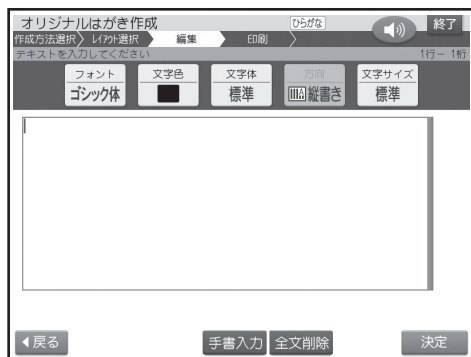 オリジナルはがき作成 ひらがな 終了
作成方法選択 ﾚｲｱｳﾄ選択 編集 印刷
テキストを入力してください 1行－ 1桁
フォント 文字色 文字体 方向 文字サイズ
ゴシック体 標準 縦書き 標準
戻る 手書入力 全文削除 決定